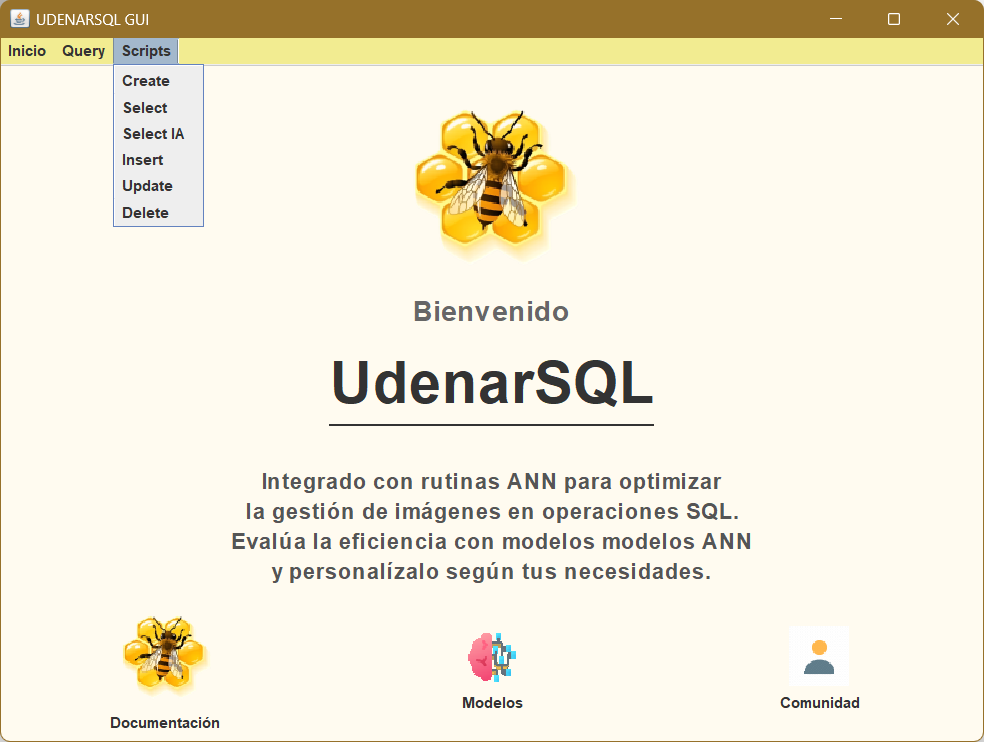 UDENARSQL GUI
Inicio Query Scripts
Create
Select
Select IA
Insert
Update
Delete
Bienvenido
UdenarSQL
Integrado con rutinas ANN para optimizar
la gestión de imágenes en operaciones SQL.
Evalúa la eficiencia con modelos modelos ANN
y personalízalo según tus necesidades.
Documentación
Modelos
Comunidad